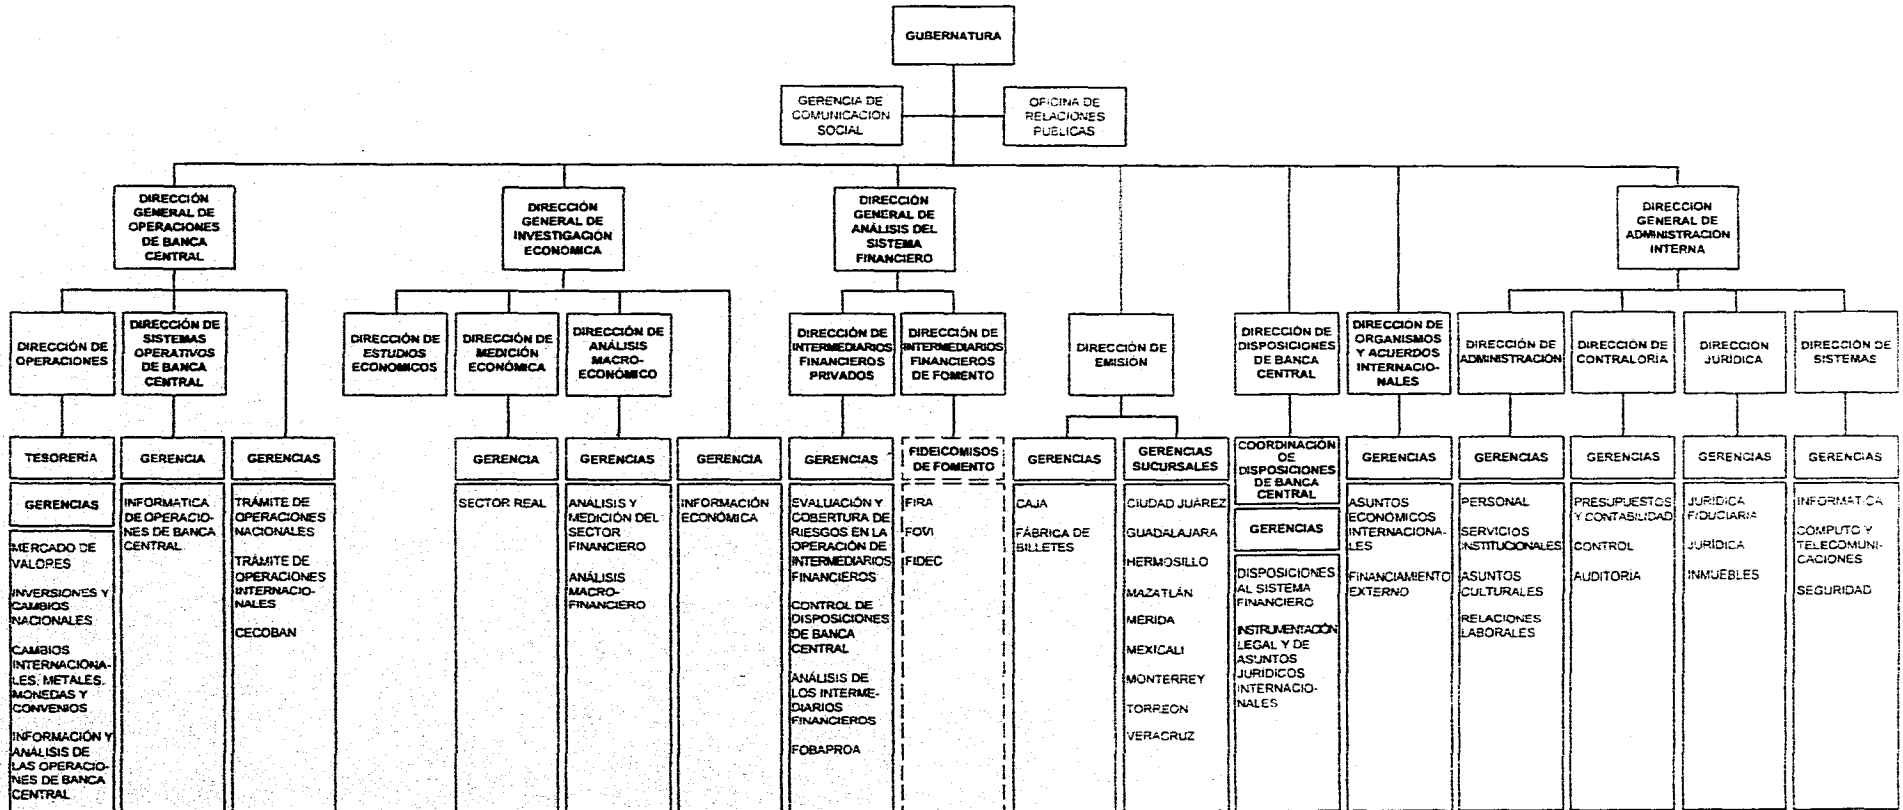 GUBERNATURA
GERENCIA DE
COMUNICACION
SOCIAL
OFICINA DE
RELACIONES
PUBLICAS
DIRECCIÓN
GENERAL DE
OPERACIONES
DE BANCA
CENTRAL
DIRECCIÓN
GENERAL DE
INVESTIGACIÓN
ECONÓMICA
DIRECCIÓN
GENERAL DE
ANÁLISIS DEL
SISTEMA
FINANCIERO
DIRECCION
GENERAL DE
ADMINISTRACION
INTERNA
DIRECCIÓN DE
OPERACIONES
DIRECCIÓN DE
SISTEMAS
OPERATIVOS
DE BANCA
CENTRAL
DIRECCIÓN DE
ESTUDIOS
ECONOMICOS
DIRECCIÓN DE
MEDICIÓN
ECONÓMICA
DIRECCIÓN DE
ANÁLISIS
MACRO-
ECONÓMICO
DIRECCIÓN DE
INTERMEDIARIOS
FINANCIEROS
PRIVADOS
DIRECCIÓN DE
INTERMEDIARIOS
FINANCIEROS
DE FOMENTO
DIRECCIÓN DE
EMISIÓN
DIRECCIÓN DE
DISPOSICIONES
DE BANCA
CENTRAL
DIRECCIÓN DE
ORGANISMOS
Y ACUERDOS
INTERNACIO-
NALES
DIRECCIÓN DE
ADMINISTRACIÓN
DIRECCIÓN DE
CONTRALORIA
DIRECCION
JURÍDICA
DIRECCIÓN DE
SISTEMAS
TESORERÍA
GERENCIAS
MERCADO DE
VALORES
INVERSIONES Y
CAMBIOS
NACIONALES
CAMBIOS
INTERNACIONA-
LES, METALES,
MONEDAS Y
CONVENIOS
INFORMACIÓN Y
ANÁLISIS DE
LAS OPERACIO-
NES DE BANCA
CENTRAL
GERENCIA
INFORMATICA
DE OPERACIO-
NES DE BANCA
CENTRAL
GERENCIAS
TRÁMITE DE
OPERACIONES
NACIONALES
TRÁMITE DE
OPERACIONES
INTERNACIO-
NALES
CECOBAN
GERENCIA
SECTOR REAL
GERENCIAS
ANÁLISIS Y
MEDICIÓN DEL
SECTOR
FINANCIERO
ANÁLISIS
MACRO-
FINANCIERO
GERENCIA
INFORMACIÓN
ECONÓMICA
GERENCIAS
EVALUACIÓN Y
COBERTURA DE
RIESGOS EN LA
OPERACIÓN DE
INTERMEDIARIOS
FINANCIEROS
CONTROL DE
DISPOSICIONES
DE BANCA
CENTRAL
ANÁLISIS DE
LOS INTERME-
DIARIOS
FINANCIEROS
FOBAPROA
FIDEICOMISOS
DE FOMENTO
FIRA
FOVI
FIDEC
GERENCIAS
CAJA
FÁBRICA DE
BILLETES
GERENCIAS
SUCURSALES
CIUDAD JUÁREZ
GUADALAJARA
HERMOSILLO
MAZATLÁN
MERIDA
MEXICALI
MONTERREY
TORREON
VERACRUZ
COORDINACIÓN
DE
DISPOSICIONES
DE BANCA
CENTRAL
GERENCIAS
DISPOSICIONES
AL SISTEMA
FINANCIERO
INSTRUMENTACIÓN
LEGAL Y DE
ASUNTOS
JURIDICOS
INTERNACIO-
NALES
GERENCIAS
ASUNTOS
ECONOMICOS
INTERNACIONA-
LES
FINANCIAMIENTO
EXTERNO
GERENCIAS
PERSONAL
SERVICIOS
INSTITUCIONALES
ASUNTOS
CULTURALES
RELACIONES
LABORALES
GERENCIAS
PRESUPUESTOS
Y CONTABILIDAD
CONTROL
AUDITORIA
GERENCIAS
JURIDICA
FIDUCIARIA
JURÍDICA
INMUEBLES
GERENCIAS
INFORMATICA
COMPUTO Y
TELECOMUNI-
CACIONES
SEGURIDAD